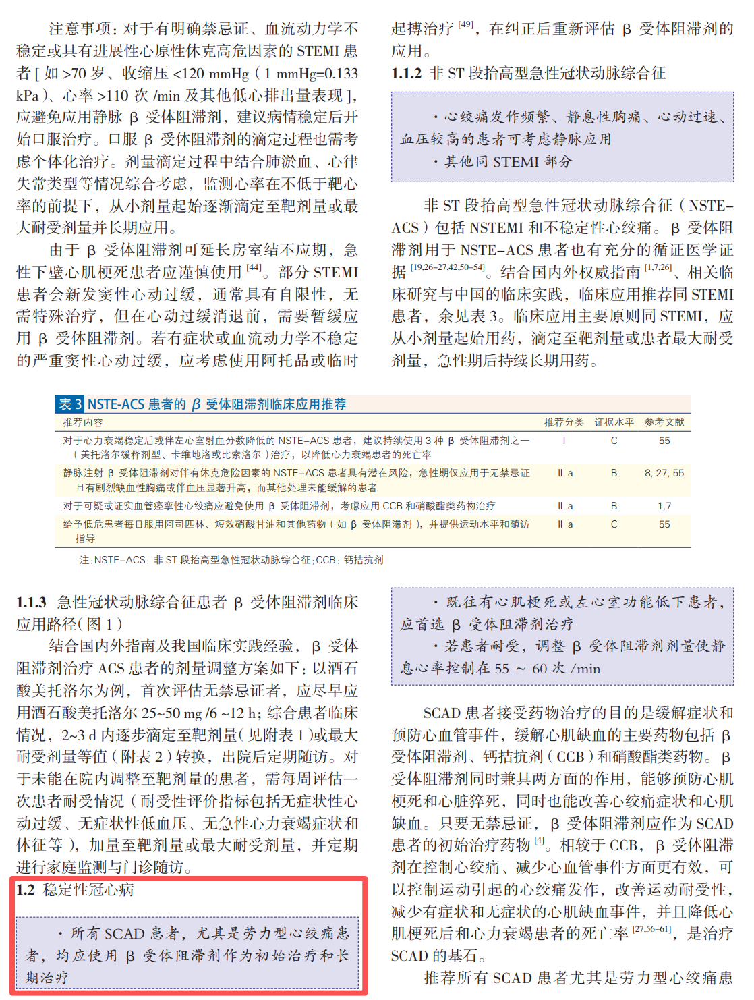 注意事项：对于有明确禁忌证、血流动力学不
稳定或具有进展性心原性休克高危因素的 STEMI 患
者 [ 如 >70 岁、收缩压 <120 mmHg（1 mmHg=0.133
kPa）、心率 >110 次 /min 及其他低心排出量表现 ]，
应避免应用静脉 β 受体阻滞剂，建议病情稳定后开
始口服治疗。口服 β 受体阻滞剂的滴定过程也需考
虑个体化治疗。剂量滴定过程中结合肺淤血、心律
失常类型等情况综合考虑，监测心率在不低于靶心
率的前提下，从小剂量起始逐渐滴定至靶剂量或最
大耐受剂量并长期应用。
由于 β 受体阻滞剂可延长房室结不应期，急
性下壁心肌梗死患者应谨慎使用 [44]。部分 STEMI
患者会新发窦性心动过缓，通常具有自限性，无
需特殊治疗，但在心动过缓消退前，需要暂缓应
用 β 受体阻滞剂。若有症状或血流动力学不稳定
的严重窦性心动过缓，应考虑使用阿托品或临时
起搏治疗 [49]，在纠正后重新评估 β 受体阻滞剂的
应用。
1.1.2 非 ST 段抬高型急性冠状动脉综合征
· 心绞痛发作频繁、静息性胸痛、心动过速、
血压较高的患者可考虑静脉应用
· 其他同 STEMI 部分
非 ST 段抬高型急性冠状动脉综合征（NSTE-
ACS）包括 NSTEMI 和不稳定性心绞痛。β 受体阻
滞剂用于 NSTE-ACS 患者也有充分的循证医学证
据 [19,26-27,42,50-54]。结合国内外权威指南 [1,7,26]、相关临
床研究与中国的临床实践，临床应用推荐同 STEMI
患者，余见表 3。临床应用主要原则同 STEMI，应
从小剂量起始用药，滴定至靶剂量或患者最大耐受
剂量，急性期后持续长期用药。
表 3 NSTE-ACS 患者的 β 受体阻滞剂临床应用推荐
推荐内容 推荐分类 证据水平 参考文献
对于心力衰竭稳定后或伴左心室射血分数降低的 NSTE-ACS 患者，建议持续使用 3 种 β 受体阻滞剂之一 I C 55
（美托洛尔缓释剂型、卡维地洛或比索洛尔）治疗，以降低心力衰竭患者的死亡率
静脉注射 β 受体阻滞剂对伴有休克危险因素的 NSTE-ACS 患者具有潜在风险，急性期仅应用于无禁忌证 II a B 8, 27, 55
且有剧烈缺血性胸痛或伴血压显著升高，而其他处理未能缓解的患者
对于可疑或证实血管痉挛性心绞痛应避免使用 β 受体阻滞剂，考虑应用 CCB 和硝酸酯类药物治疗 II a B 1,7
给予低危患者每日服用阿司匹林、短效硝酸甘油和其他药物（如 β 受体阻滞剂），并提供运动水平和随访 II a C 55
指导
注：NSTE-ACS：非 ST 段抬高型急性冠状动脉综合征；CCB：钙拮抗剂
1.1.3 急性冠状动脉综合征患者 β 受体阻滞剂临床
应用路径（图 1）
结合国内外指南及我国临床实践经验，β 受体
阻滞剂治疗 ACS 患者的剂量调整方案如下：以酒石
酸美托洛尔为例，首次评估无禁忌证者，应尽早应
用酒石酸美托洛尔 25~50 mg /6 ~12 h；综合患者临床
情况，2~3 d 内逐步滴定至靶剂量（见附表 1）或最大
耐受剂量等值（附表 2）转换，出院后定期随访。对
于未能在院内调整至靶剂量的患者，需每周评估一
次患者耐受情况（耐受性评价指标包括无症状性心
动过缓、无症状性低血压、无急性心力衰竭症状和
体征等），加量至靶剂量或最大耐受剂量，并定期
进行家庭监测与门诊随访。
1.2 稳定性冠心病
· 所有 SCAD 患者，尤其是劳力型心绞痛患
者，均应使用 β 受体阻滞剂作为初始治疗和长
期治疗
· 既往有心肌梗死或左心室功能低下患者，
应首选 β 受体阻滞剂治疗
· 若患者耐受，调整 β 受体阻滞剂剂量使静
息心率控制在 55 ~ 60 次 /min
SCAD 患者接受药物治疗的目的是缓解症状和
预防心血管事件，缓解心肌缺血的主要药物包括 β
受体阻滞剂、钙拮抗剂（CCB）和硝酸酯类药物。β
受体阻滞剂同时兼具两方面的作用，能够预防心肌
梗死和心脏猝死，同时也能改善心绞痛症状和心肌
缺血。只要无禁忌证，β 受体阻滞剂应作为 SCAD
患者的初始治疗药物 [4]。相较于 CCB，β 受体阻滞
剂在控制心绞痛、减少心血管事件方面更有效，可
以控制运动引起的心绞痛发作，改善运动耐受性，
减少有症状和无症状的心肌缺血事件，并且降低心
肌梗死后和心力衰竭患者的死亡率 [27,56-61]，是治疗
SCAD 的基石。
推荐所有 SCAD 患者尤其是劳力型心绞痛患